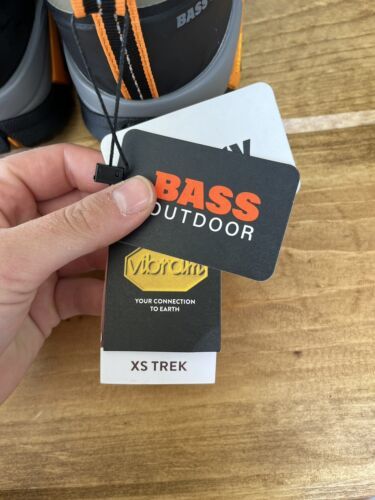 BASS
BASS
OUTDOOR
vibram
YOUR CONNECTION
TO EARTH
XS TREK